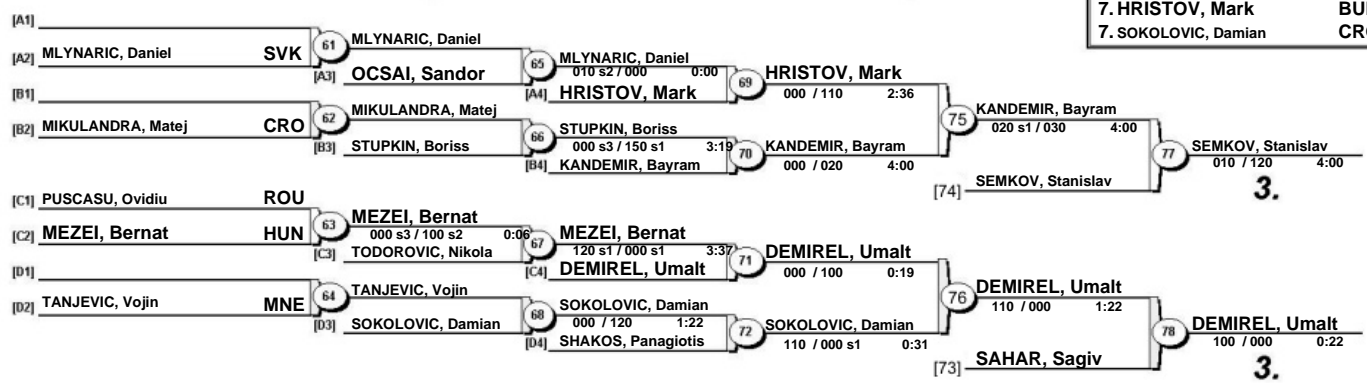 7. HRISTOV, Mark
7. SOKOLOVIC, Damian CRO
[A1]
[A2] MLYNARIC, Daniel SVK
61 MLYNARIC, Daniel
[A3] OCSAI, Sandor
65 MLYNARIC, Daniel
010 s2 / 000 0:00
[A4] HRISTOV, Mark
69 HRISTOV, Mark
000 / 110 2:36
[B1]
[B2] MIKULANDRA, Matej CRO
62 MIKULANDRA, Matej
[B3] STUPKIN, Boriss
66 STUPKIN, Boriss
000 s3 / 150 s1 3:19
[B4] KANDEMIR, Bayram
70 KANDEMIR, Bayram
000 / 020 4:00
75 KANDEMIR, Bayram
020 s1 / 030 4:00
[74] SEMKOV, Stanislav
77 SEMKOV, Stanislav
010 / 120 4:00
3.
[C1] PUSCASU, Ovidiu ROU
[C2] MEZEI, Bernat HUN
63 MEZEI, Bernat
000 s3 / 100 s2 0:06
[C3] TODOROVIC, Nikola
67 MEZEI, Bernat
120 s1 / 000 s1 3:37
[C4] DEMIREL, Umalt
71 DEMIREL, Umalt
000 / 100 0:19
[D1]
[D2] TANJEVIC, Vojin MNE
64 TANJEVIC, Vojin
[D3] SOKOLOVIC, Damian
68 SOKOLOVIC, Damian
000 / 120 1:22
[D4] SHAKOS, Panagiotis
72 SOKOLOVIC, Damian
110 / 000 s1 0:31
76 DEMIREL, Umalt
110 / 000 1:22
[73] SAHAR, Sagiv
78 DEMIREL, Umalt
100 / 000 0:22
3.